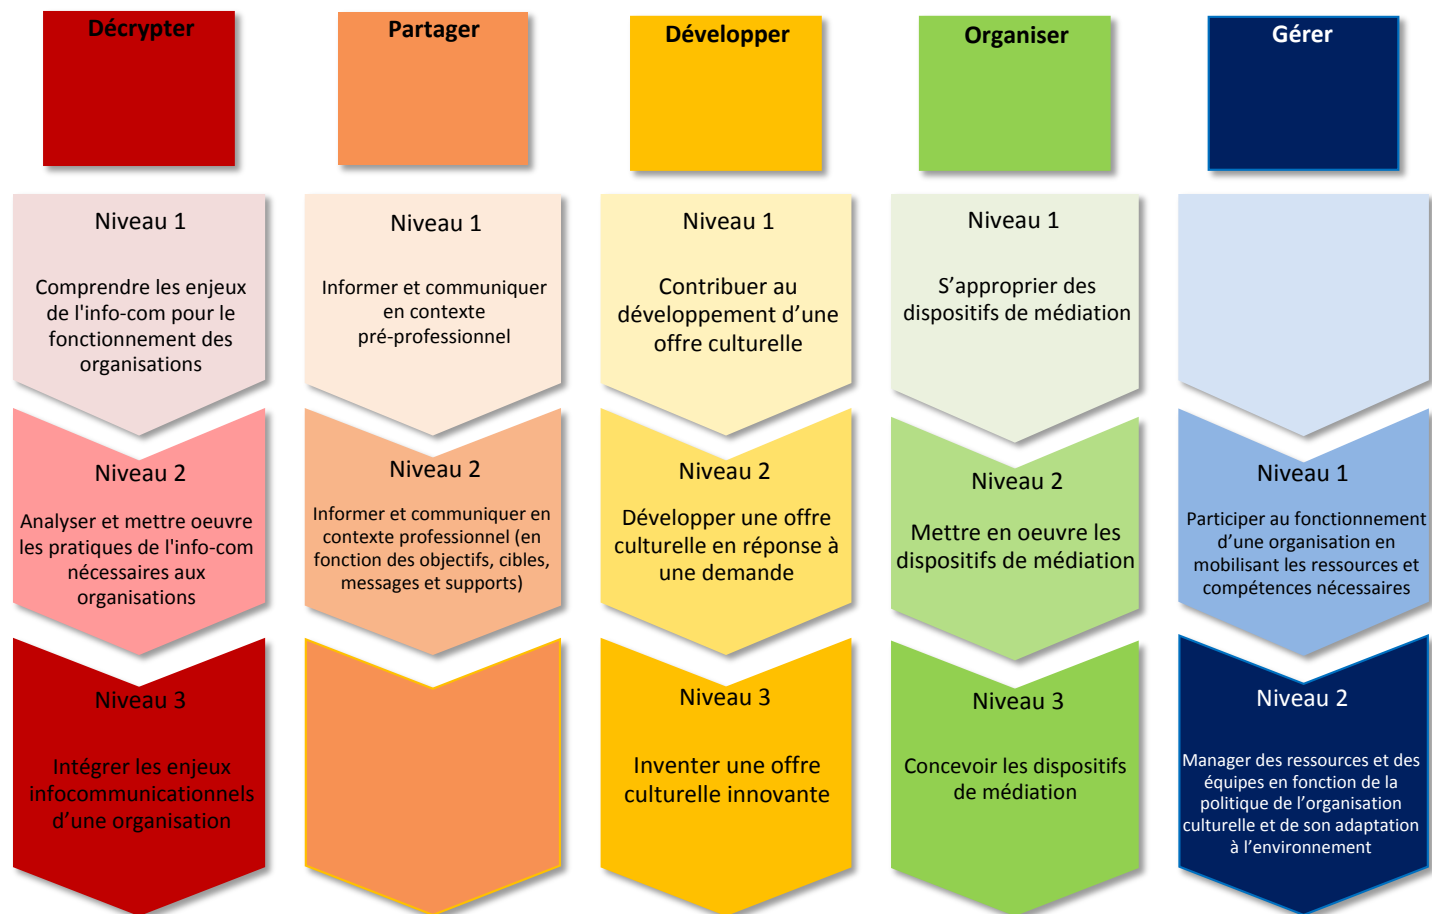 Décrypter
Partager
Développer
Organiser
Gérer
Niveau 1
Comprendre les enjeux
de l'info-com pour le
fonctionnement des
organisations
Niveau 1
Informer et communiquer
en contexte
pré-professionnel
Niveau 1
Contribuer au
développement d’une
offre culturelle
Niveau 1
S’approprier des
dispositifs de médiation
Niveau 2
Analyser et mettre oeuvre
les pratiques de l'info-com
nécessaires aux
organisations
Niveau 2
Informer et communiquer en
contexte professionnel (en
fonction des objectifs, cibles,
messages et supports)
Niveau 2
Développer une offre
culturelle en réponse à
une demande
Niveau 2
Mettre en oeuvre les
dispositifs de médiation
Niveau 1
Participer au fonctionnement
d’une organisation en
mobilisant les ressources et
compétences nécessaires
Niveau 3
Intégrer les enjeux
infocommunicationnels
d’une organisation
Niveau 3
Inventer une offre
culturelle innovante
Niveau 3
Concevoir les dispositifs
de médiation
Niveau 2
Manager des ressources et des
équipes en fonction de la
politique de l’organisation
culturelle et de son adaptation
à l’environnement